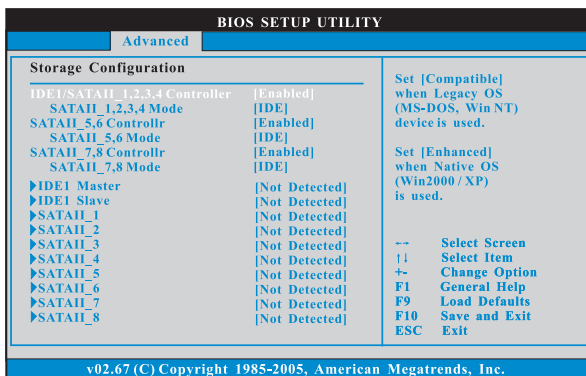 BIOS SETUP UTILITY
Advanced
Storage Configuration
IDE1/SATAII_1,2,3,4 Controller [Enabled]
SATAII_1,2,3,4 Mode [IDE]
SATAII_5,6 Controllr [Enabled]
SATAII_5,6 Mode [IDE]
SATAII_7,8 Controllr [Enabled]
SATAII_7,8 Mode [IDE]
IDE1 Master [Not Detected]
IDE1 Slave [Not Detected]
SATAII_1 [Not Detected]
SATAII_2 [Not Detected]
SATAII_3 [Not Detected]
SATAII_4 [Not Detected]
SATAII_5 [Not Detected]
SATAII_6 [Not Detected]
SATAII_7 [Not Detected]
SATAII_8 [Not Detected]
Set [Compatible]
when Legacy OS
(MS-DOS, Win NT)
device is used.
Set [Enhanced]
when Native OS
(Win2000 / XP)
is used.
←→ Select Screen
↑↓ Select Item
+- Change Option
F1 General Help
F9 Load Defaults
F10 Save and Exit
ESC Exit
v02.67 (C) Copyright 1985-2005, American Megatrends, Inc.